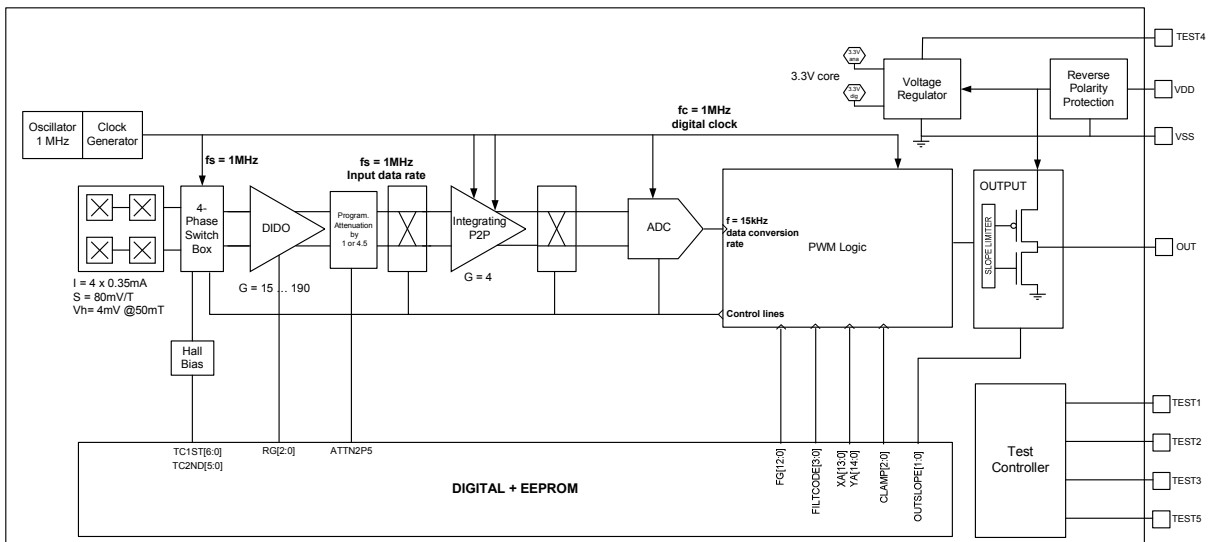 TEST4
3.3V
ana
3.3V core
3.3V
dig
Voltage
Regulator
Reverse
Polarity
Protection
VDD
VSS
Oscillator
1 MHz
Clock
Generator
fc = 1MHz
digital clock
fs = 1MHz
fs = 1MHz
Input data rate
4-
Phase
Switch
Box
DIDO
Program.
Attenuation
by
1 or 4.5
Integrating
P2P
ADC
f = 15kHz
data conversion
rate
PWM Logic
OUTPUT
SLOPE LIMITER
OUT
I = 4 x 0.35mA
S = 80mV/T
Vh= 4mV @50mT
G = 15 ... 190
G = 4
Control lines
Hall
Bias
TC1ST[6:0]
TC2ND[5:0]
RG[2:0]
ATTN2P5
FG[12:0]
FILTCODE[3:0]
XA[13:0]
YA[14:0]
CLAMP[2:0]
OUTSLOPE[1:0]
DIGITAL + EEPROM
Test
Controller
TEST1
TEST2
TEST3
TEST5